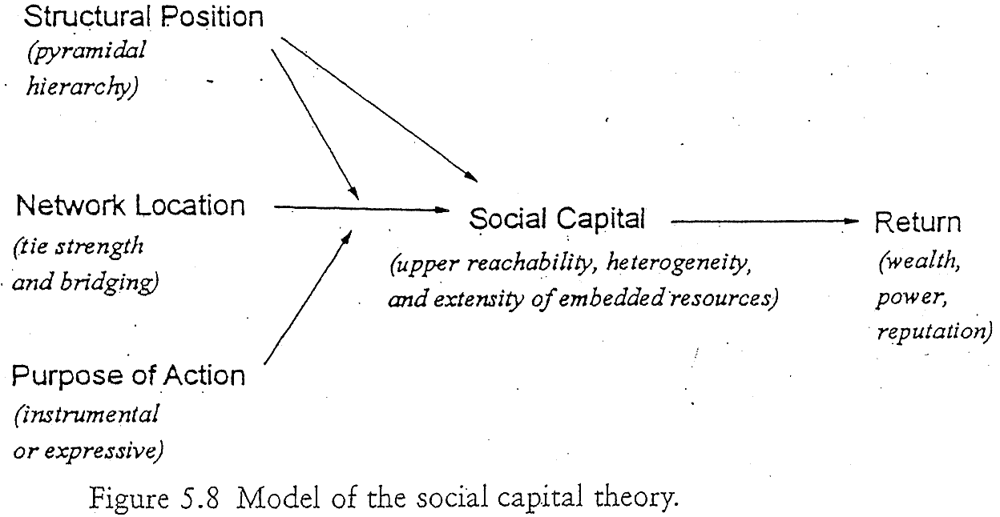 Structural Position
(pyramidal
hierarchy)
Network Location
(tie strength
and bridging)
Social Capital
(upper reachability, heterogeneity,
and extensity of embedded resources)
Return
(wealth,
power,
reputation)
Purpose of Action
(instrumental
or expressive)
Figure 5.8 Model of the social capital theory.